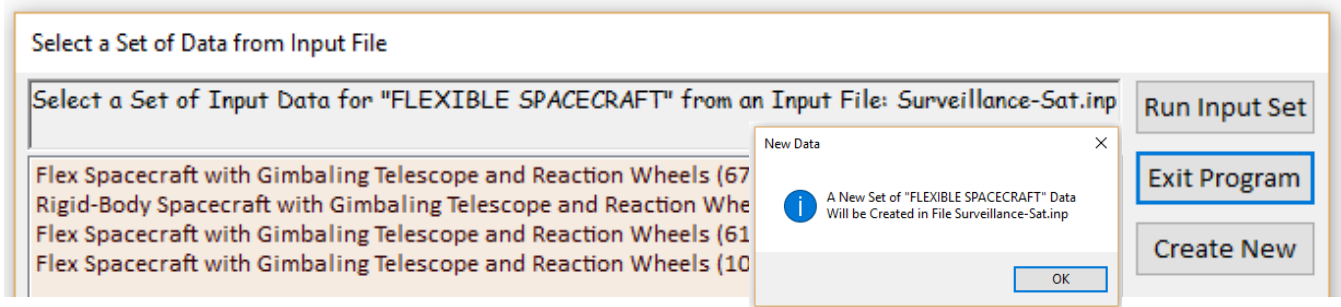 Select a Set of Data from Input File
Select a Set of Input Data for "FLEXIBLE SPACECRAFT" from an Input File: Surveillance-Sat.inp
Run Input Set
New Data
Flex Spacecraft with Gimbaling Telescope and Reaction Wheels (67
Rigid-Body Spacecraft with Gimbaling Telescope and Reaction Whe
Flex Spacecraft with Gimbaling Telescope and Reaction Wheels (61
Flex Spacecraft with Gimbaling Telescope and Reaction Wheels (10
A New Set of "FLEXIBLE SPACECRAFT" Data
Will be Created in File Surveillance-Sat.inp
OK
Exit Program
Create New